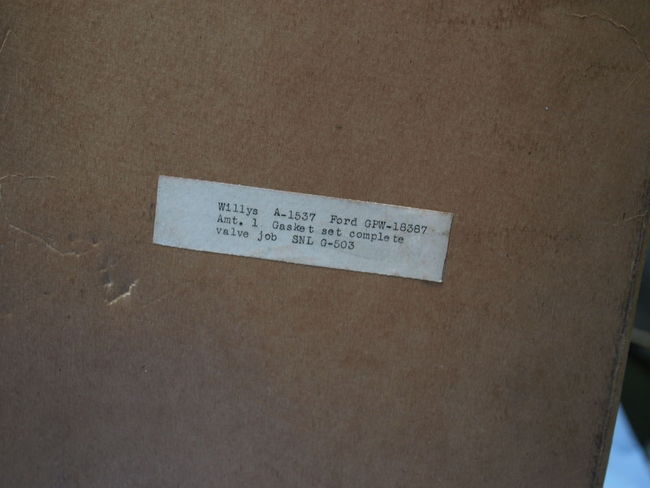 Willys A-1537 Ford GPW-18367
Amt. 1 Gasket set complete
valve job SNL G-503